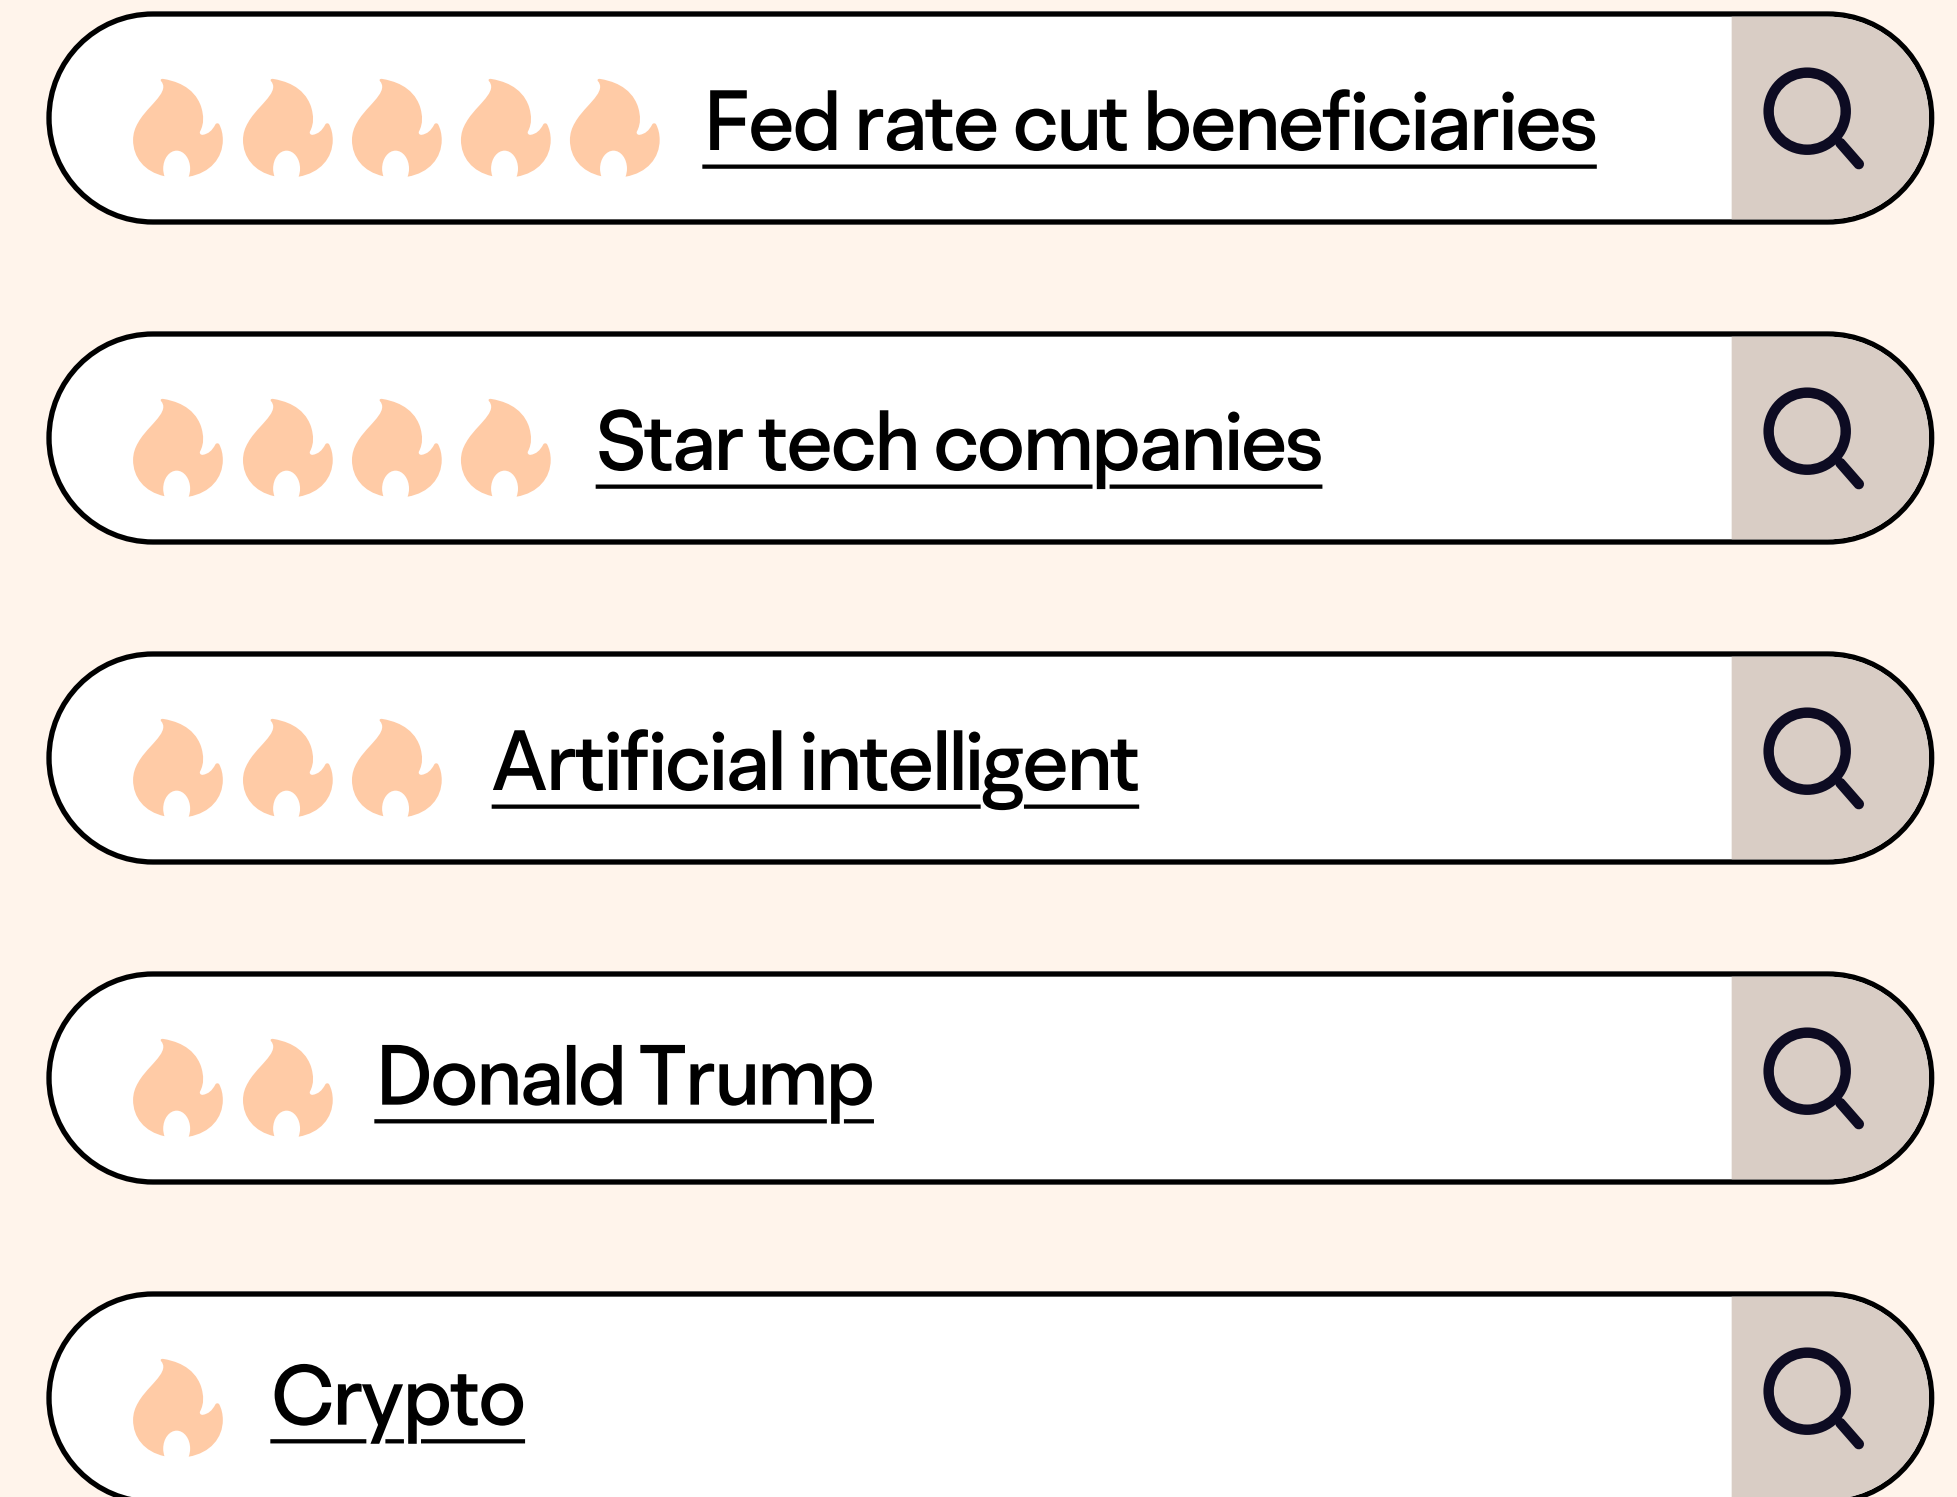 Fed rate cut beneficiaries
Star tech companies
Artificial intelligent
Donald Trump
Crypto